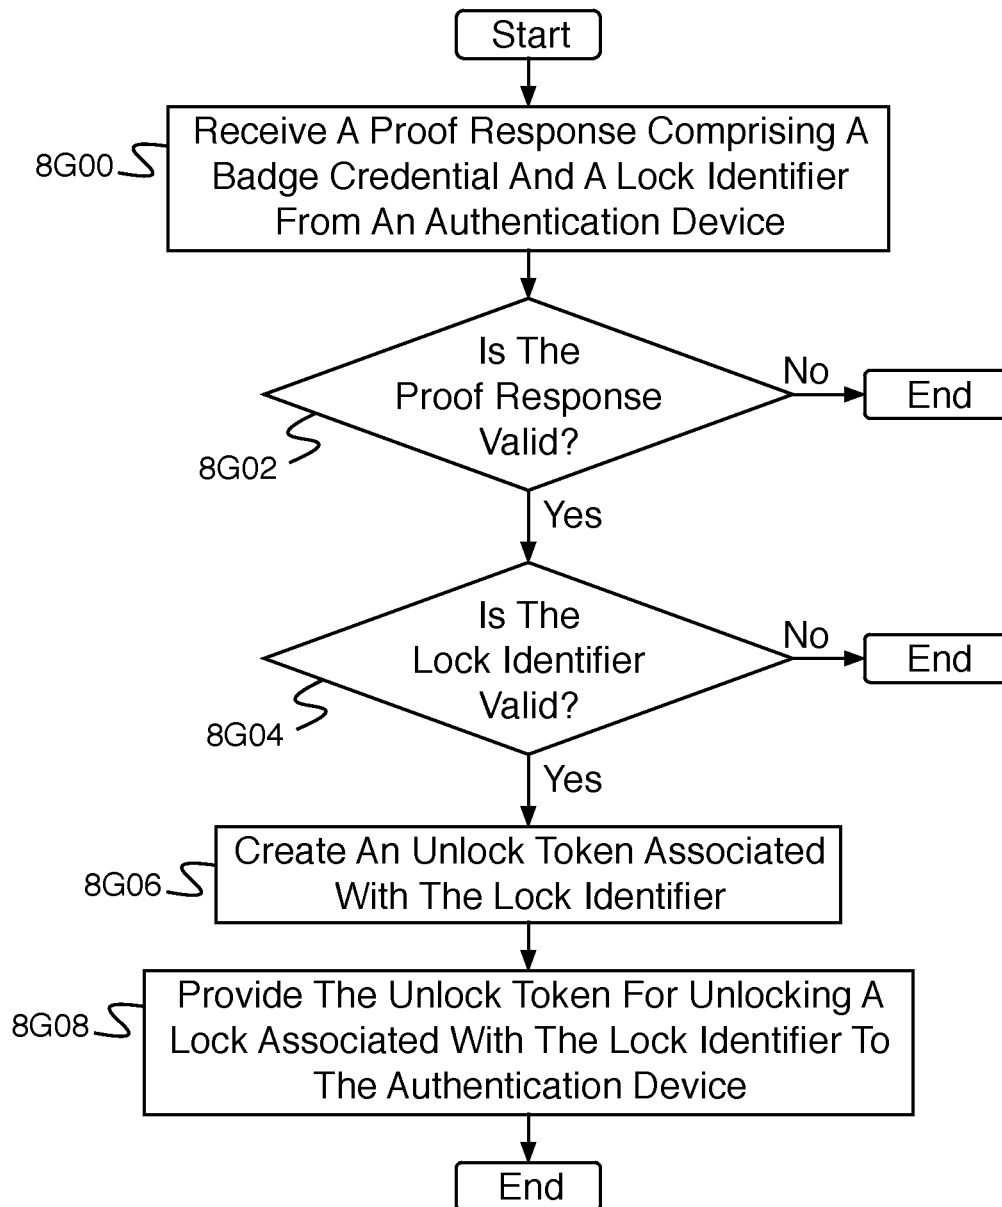 Start
Receive A Proof Response Comprising A
Badge Credential And A Lock Identifier
From An Authentication Device
8G00
Is The
Proof Response
Valid?
No
End
8G02
Yes
Is The
Lock Identifier
Valid?
No
End
8G04
Yes
Create An Unlock Token Associated
With The Lock Identifier
8G06
Provide The Unlock Token For Unlocking A
Lock Associated With The Lock Identifier To
The Authentication Device
8G08
End